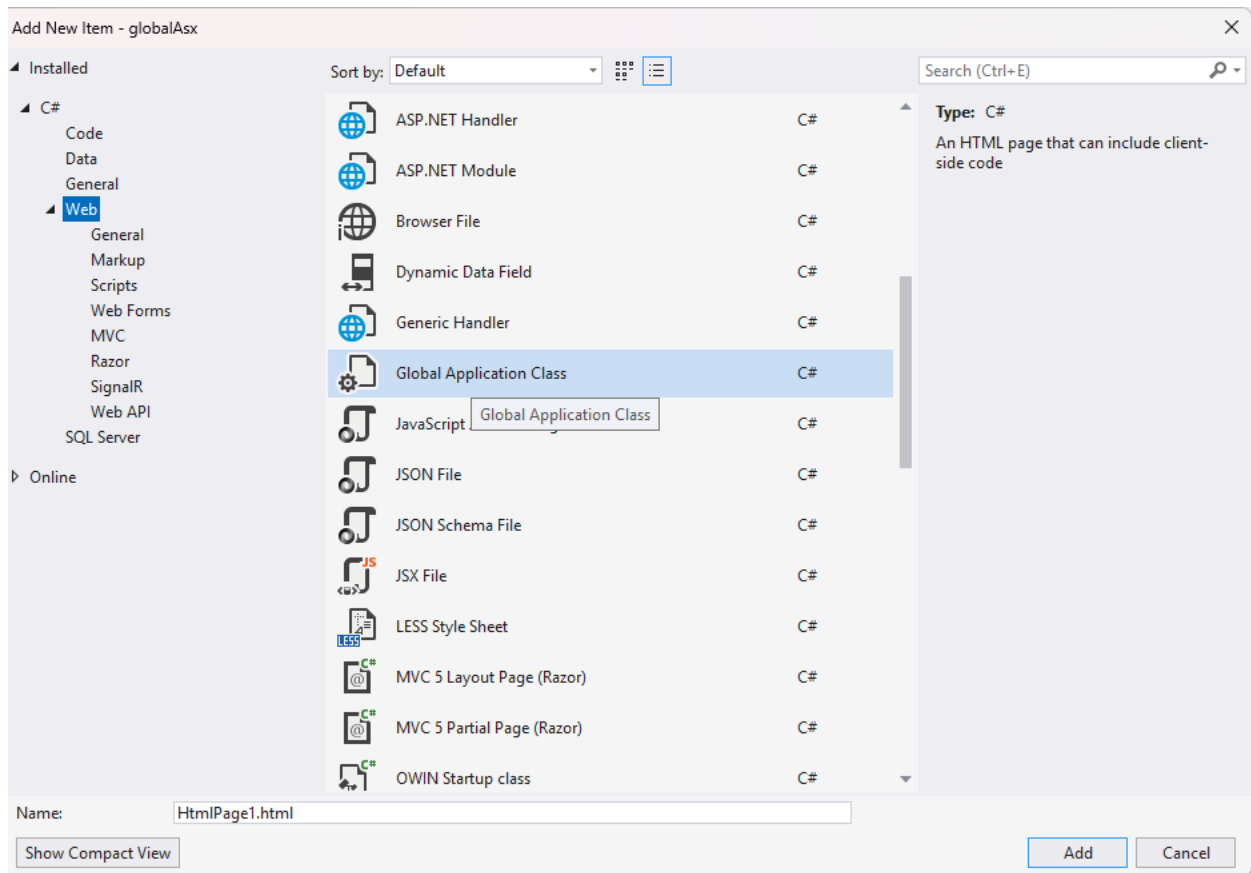 Add New Item - globalAsx
Installed
Sort by: Default
Search (Ctrl+E)
C#
Code
Data
General
Web
General
Markup
Scripts
Web Forms
MVC
Razor
SignalR
Web API
SQL Server
Online
ASP.NET Handler C#
ASP.NET Module C#
Browser File C#
Dynamic Data Field C#
Generic Handler C#
Global Application Class C#
Global Application Class
JavaScript C#
JSON File C#
JSON Schema File C#
JS
JSX File C#
LESS
LESS Style Sheet C#
C#
@
MVC 5 Layout Page (Razor) C#
C#
@
MVC 5 Partial Page (Razor) C#
C#
OWIN Startup class C#
Type: C#
An HTML page that can include client-
side code
Name: HtmlPage1.html
Show Compact View
Add
Cancel